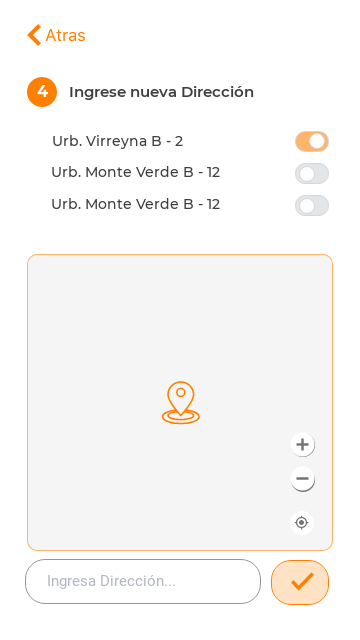 Atras
4 Ingrese nueva Dirección
Urb. Virreyna B - 2
Urb. Monte Verde B - 12
Urb. Monte Verde B - 12
Ingresa Dirección...